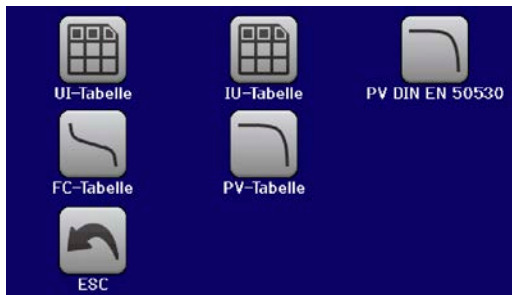 UI-Tabelle
IU-Tabelle
PV DIN EN 50530
FC-Tabelle
PV-Tabelle
ESC